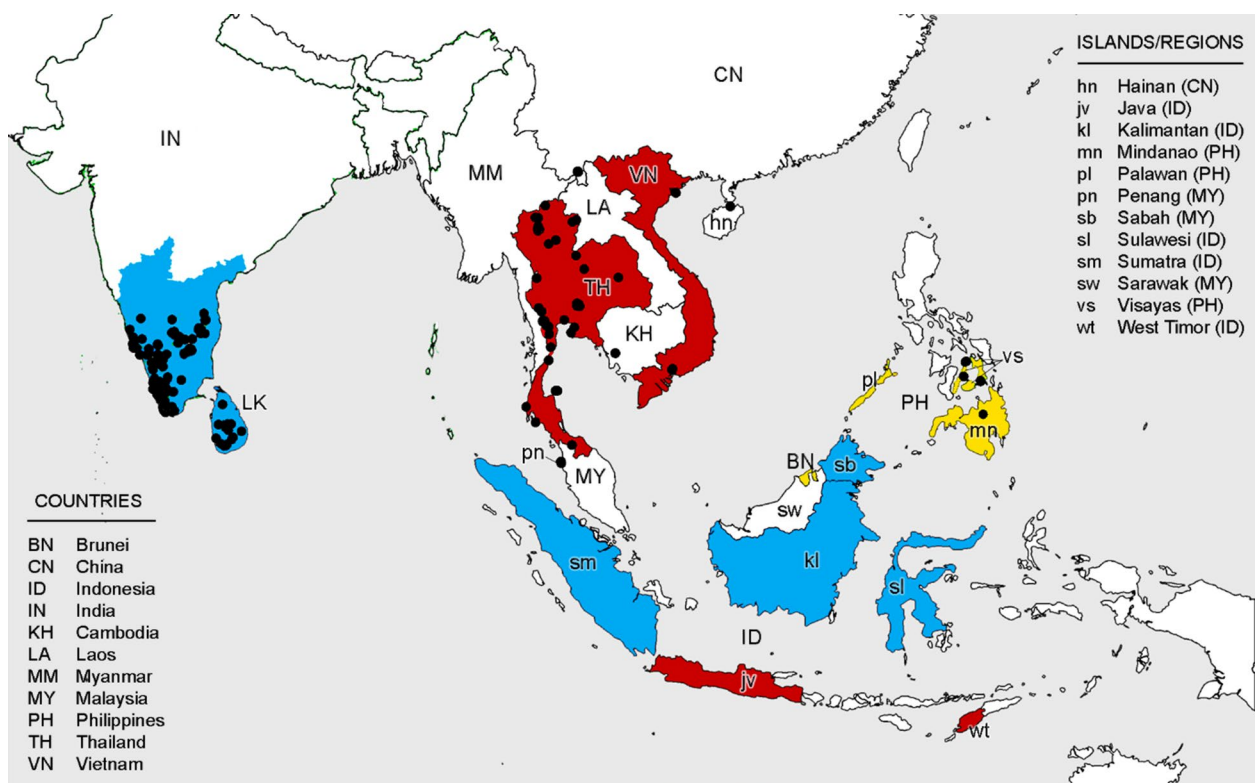 CN
IN
MM
VN
LA
hn
TH
KH
LK
vs
pl
PH
mn
pn
MY
BN
sb
sw
sm
kl
sl
ID
jv
wt
ISLANDS/REGIONS
hn Hainan (CN)
jv Java (ID)
kl Kalimantan (ID)
mn Mindanao (PH)
pl Palawan (PH)
pn Penang (MY)
sb Sabah (MY)
sl Sulawesi (ID)
sm Sumatra (ID)
sw Sarawak (MY)
vs Visayas (PH)
wt West Timor (ID)
COUNTRIES
BN Brunei
CN China
ID Indonesia
IN India
KH Cambodia
LA Laos
MM Myanmar
MY Malaysia
PH Philippines
TH Thailand
VN Vietnam